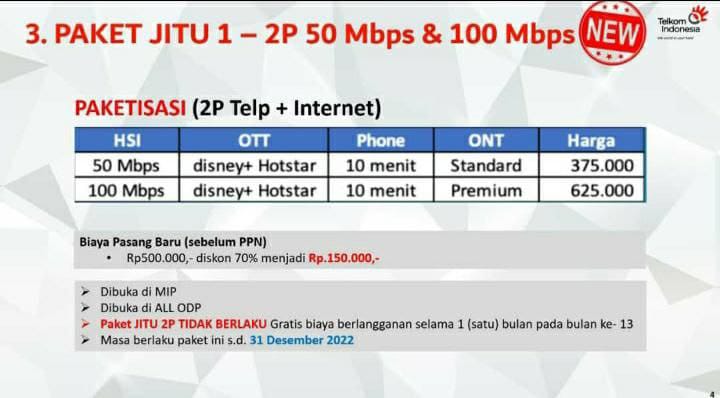 3. PAKET JITU 1 – 2P 50 Mbps & 100 Mbps
NEW
Telkom
Indonesia
PAKETISASI (2P Telp + Internet)
HSI OTT Phone ONT Harga
50 Mbps disney+ Hotstar 10 menit Standard 375.000
100 Mbps disney+ Hotstar 10 menit Premium 625.000
Biaya Pasang Baru (sebelum PPN)
• Rp500.000,- diskon 70% menjadi Rp.150.000,-
➢ Dibuka di MIP
➢ Dibuka di ALL ODP
➢ Paket JITU 2P TIDAK BERLAKU Gratis biaya berlangganan selama 1 (satu) bulan pada bulan ke- 13
➢ Masa berlaku paket ini s.d. 31 Desember 2022
4